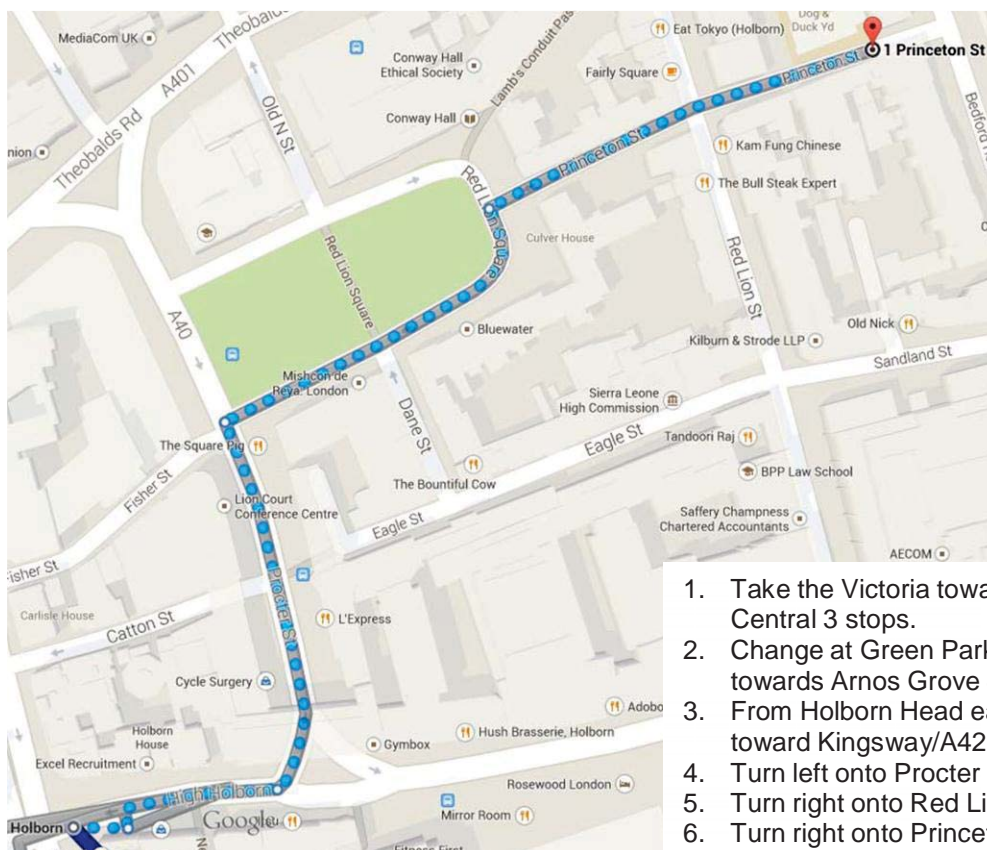 MediaCom UK
Theobalds
A401
Theobalds Rd
Old N St
Conway Hall
Ethical Society
Lamb's Conduit Pas
Conway Hall
Eat Tokyo (Holborn)
Dog &
Duck Yd
1 Princeton St
Fairly Square
Princeton St
Princeton St
Bedford
nion
Kam Fung Chinese
The Bull Steak Expert
Red Lion Square
Culver House
Red Lion Square
Red Lion St
A40
Bluewater
Old Nick
Kilburn & Strode LLP
Sandland St
Mishcon de
Reya: London
Dane St
Sierra Leone
High Commission
Eagle St
Tandoori Raj
The Square Pig
BPP Law School
Fisher St
The Bountiful Cow
Lion Court
Conference Centre
Eagle St
Saffery Champness
Chartered Accountants
AECOM
isher St
Carlisle House
Catton St
Procter St
L'Express
Cycle Surgery
Adobo
Holborn
House
Hush Brasserie, Holborn
Gymbox
Excel Recruitment
Rosewood London
High Holborn
Holborn
Google
Mirror Room
Fitness First
1. Take the Victoria towa
Central 3 stops.
2. Change at Green Park
towards Arnos Grove
3. From Holborn Head ea
toward Kingsway/A42
4. Turn left onto Procter
5. Turn right onto Red Li
6. Turn right onto Princet